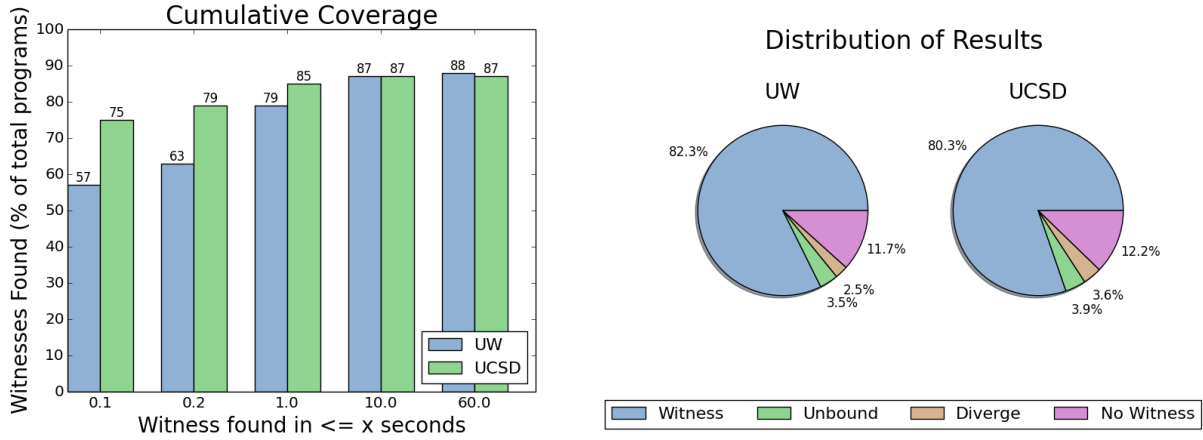 Cumulative Coverage
Witnesses Found (% of total programs)
100
90
80
70
60
50
40
30
20
10
0
57
75
63
79
79
85
87
87
88
87
UW
UCSD
0.1
0.2
1.0
10.0
60.0
Witness found in <= x seconds
Distribution of Results
UW
82.3%
11.7%
2.5%
3.5%
UCSD
80.3%
12.2%
3.6%
3.9%
Witness
Unbound
Diverge
No Witness